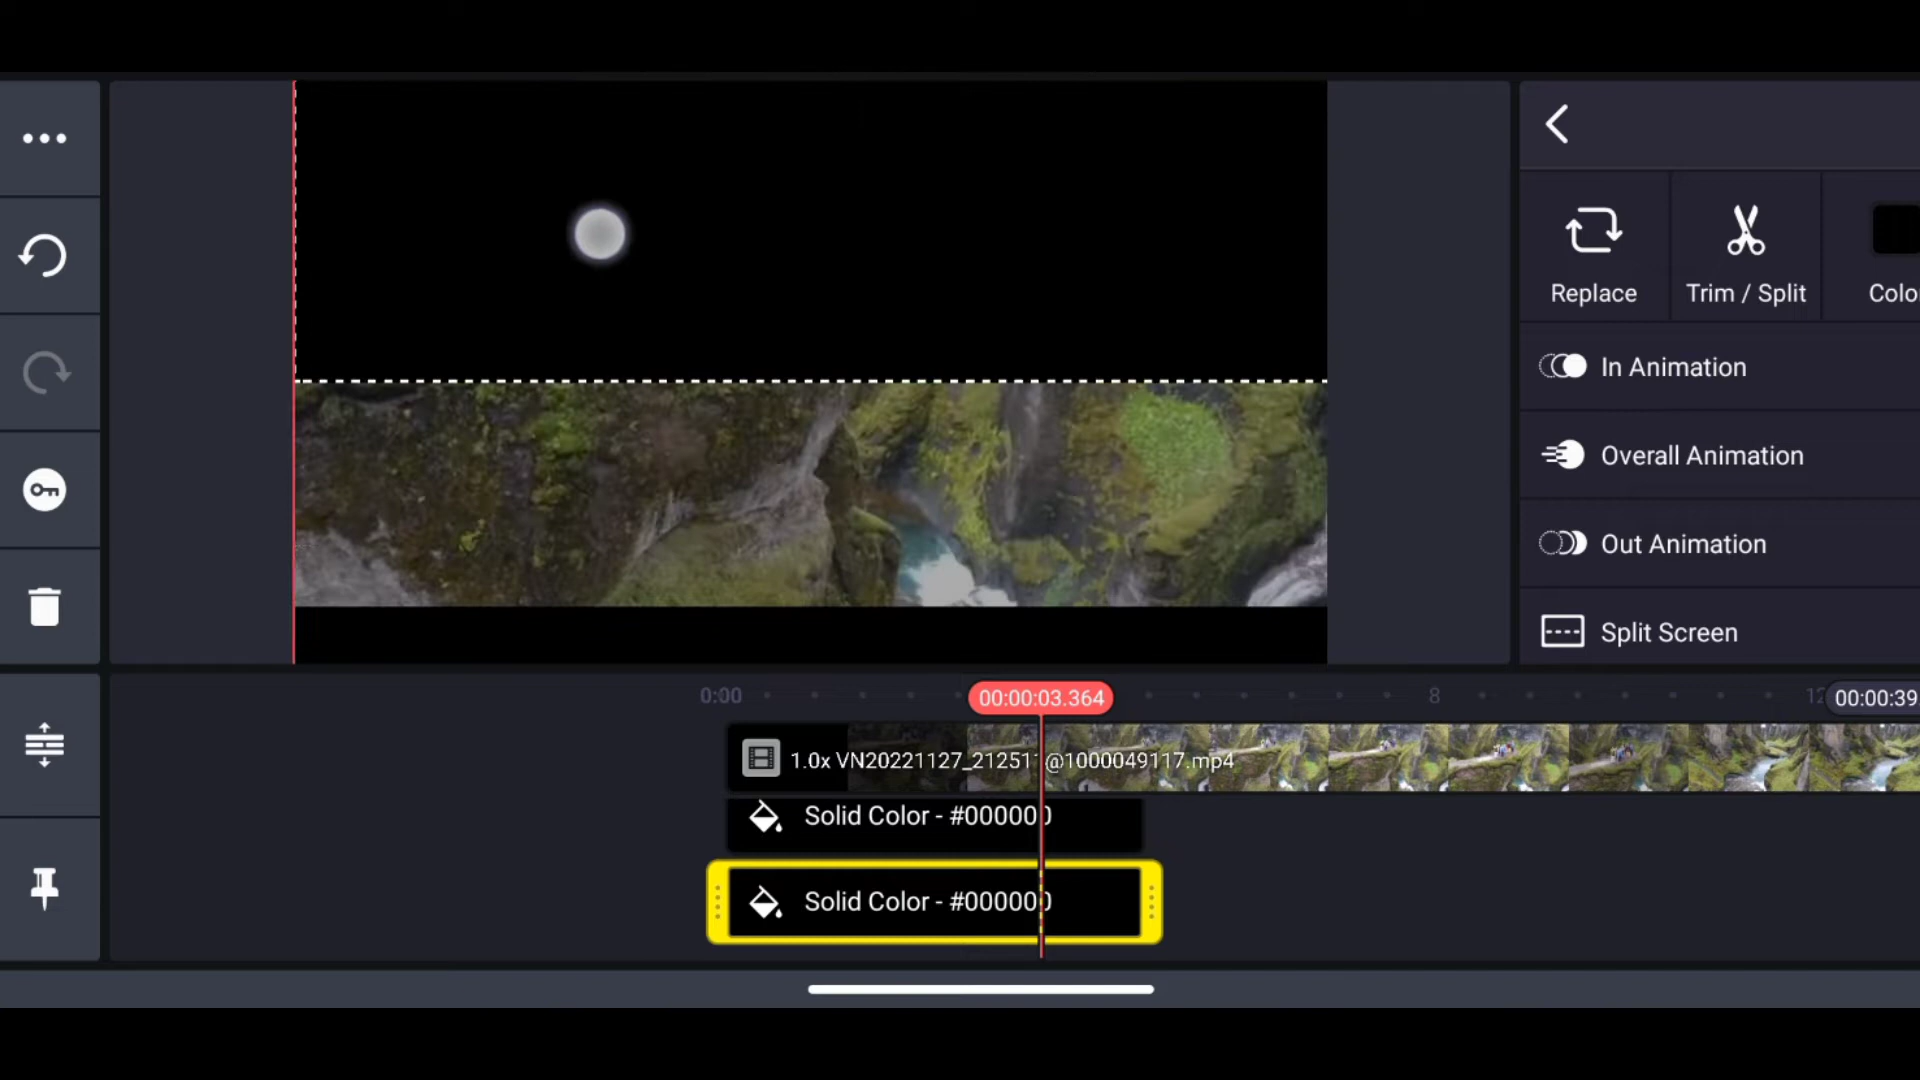 Replace
Trim / Split
Colo
In Animation
Overall Animation
Out Animation
Split Screen
0:00
00:00:03.364
8
12
00:00:39
1.0x VN20221127_21251 @1000049117.mp4
Solid Color - #000000
Solid Color - #000000